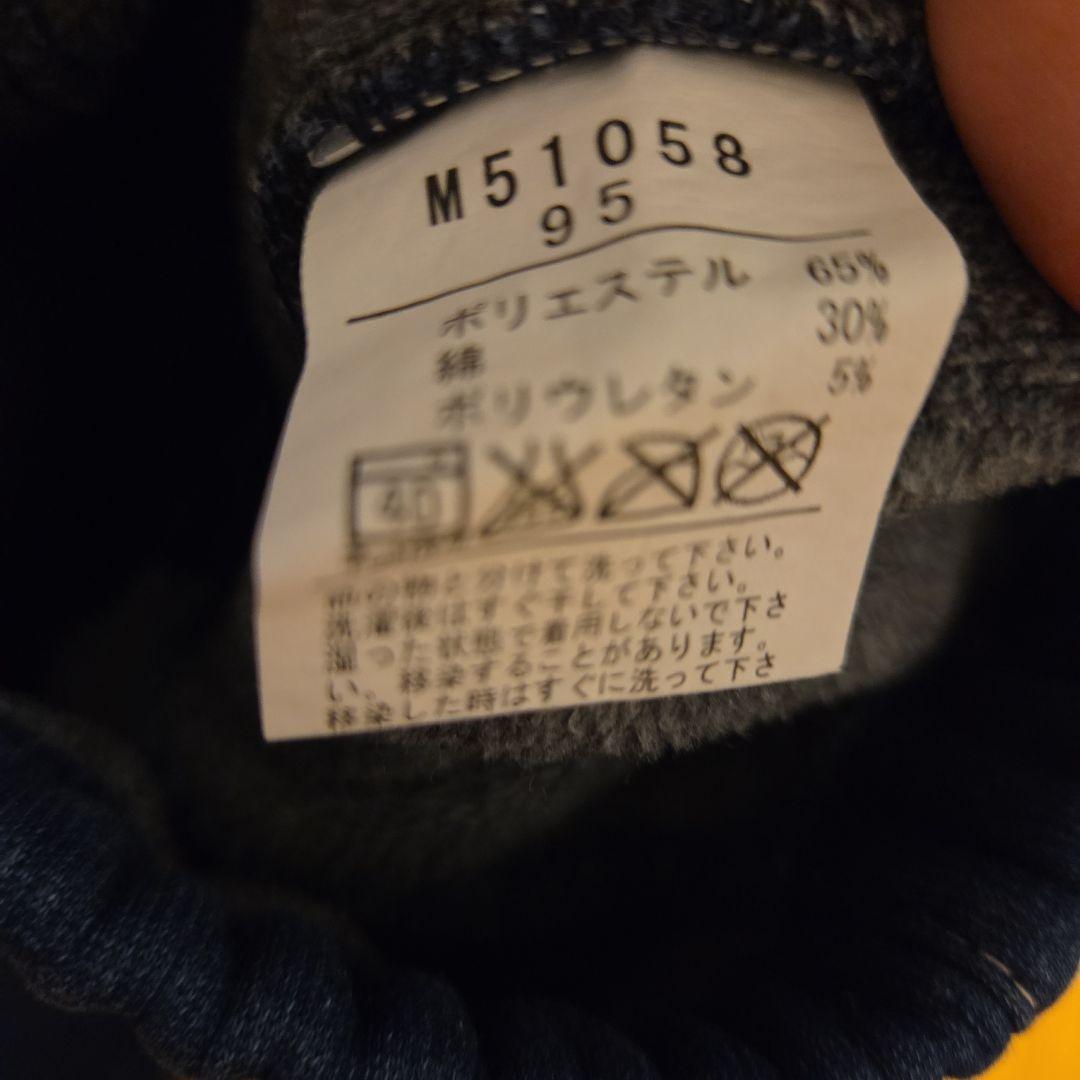 M51058
95
ポリエステル 65%
綿 30%
ポリウレタン 5%
40
他の物と分けて洗って下さい。
洗濯後はすぐ干して下さい。
湿った状態で着用しないで下さ
い。移染することがあります。
移染した時はすぐに洗って下さ